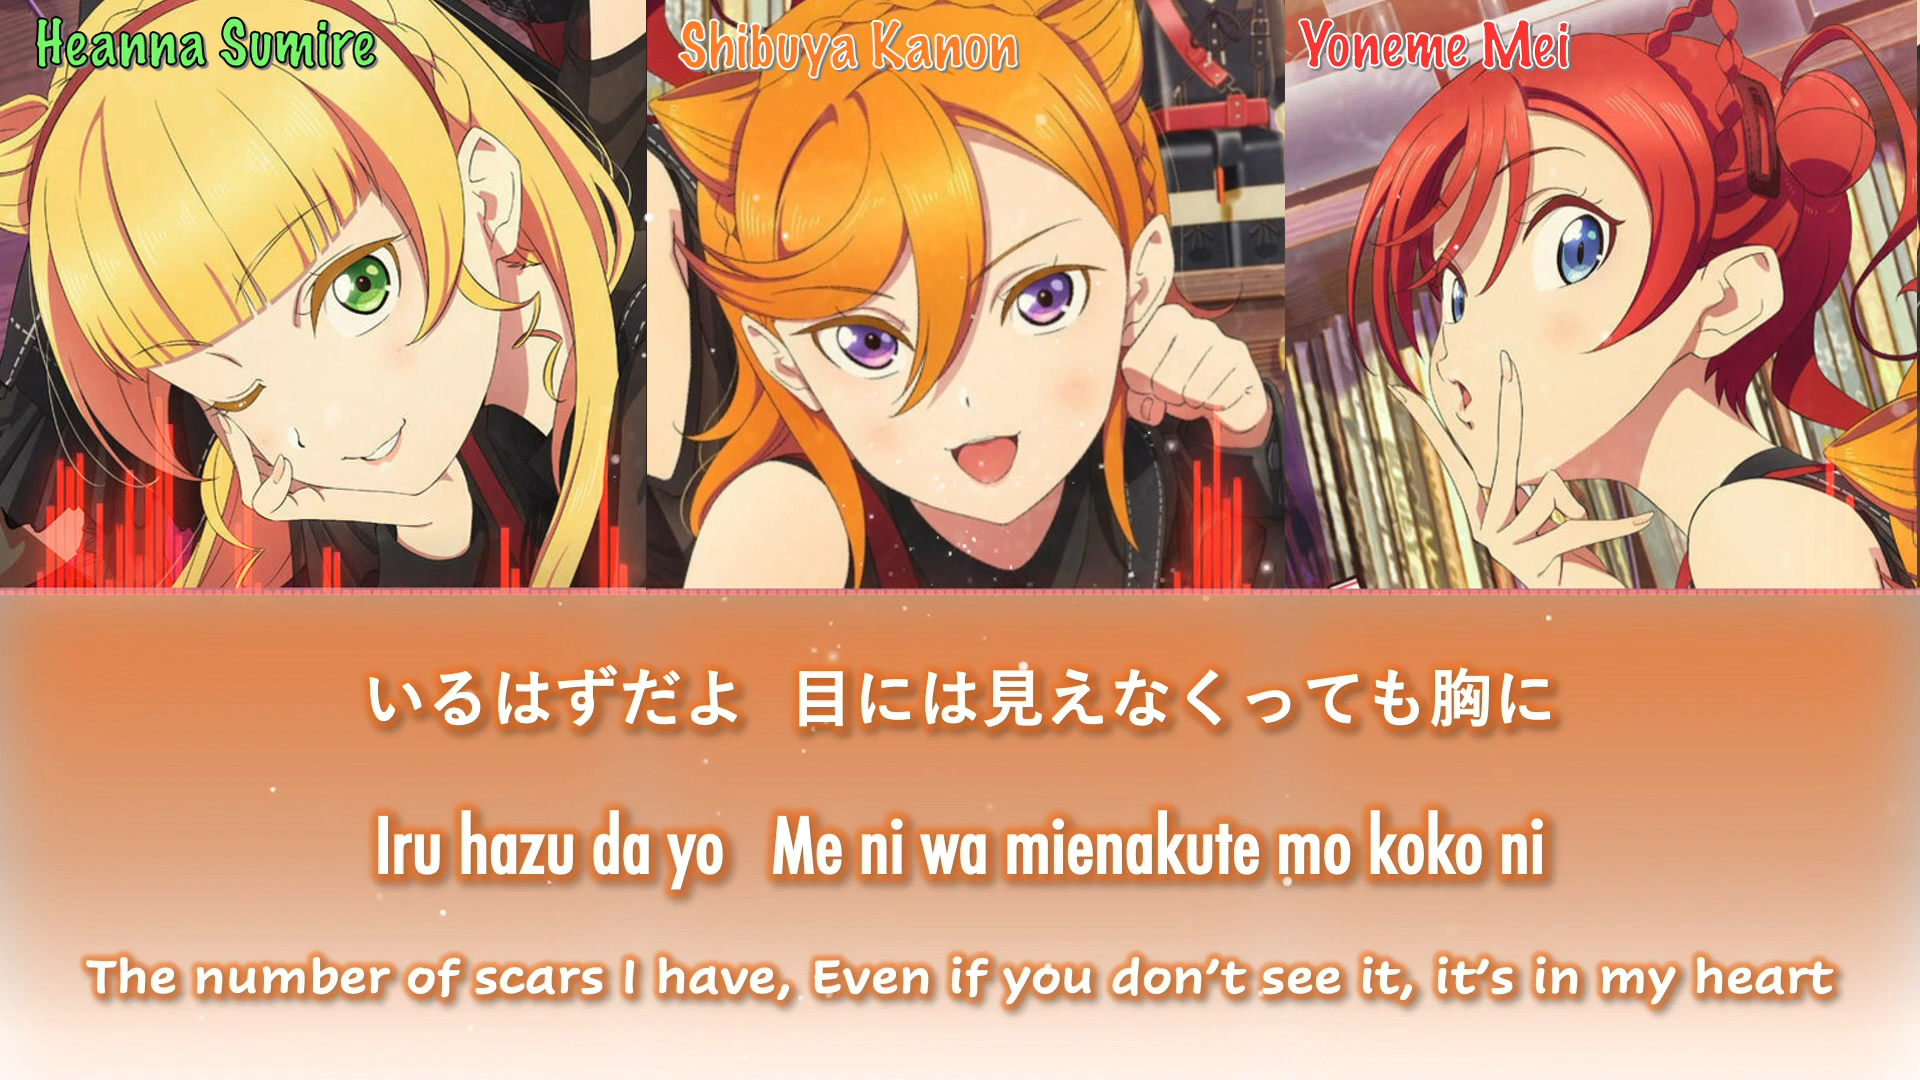 Heanna Sumire
Shibuya Kanon
Yoneme Mei
いるはずだよ 目には見えなくっても胸に
Iru hazu da yo Me ni wa mienakute mo koko ni
The number of scars I have, Even if you don't see it, it's in my heart